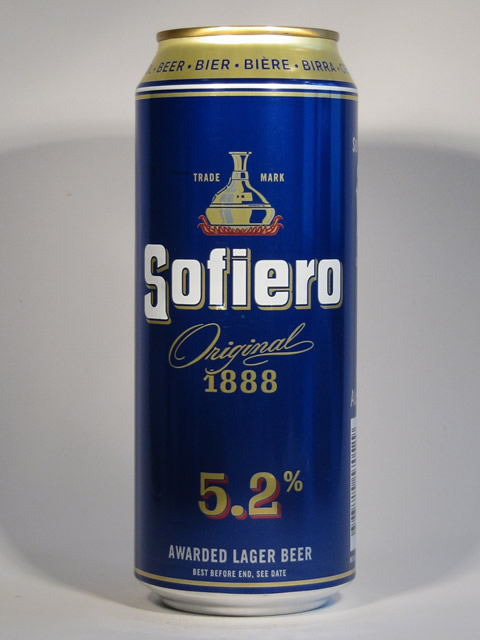 BEER • BIER • BIÈRE • BIRRA
TRADE MARK
Sofiero
Original
1888
5.2%
AWARDED LAGER BEER
BEST BEFORE END, SEE DATE